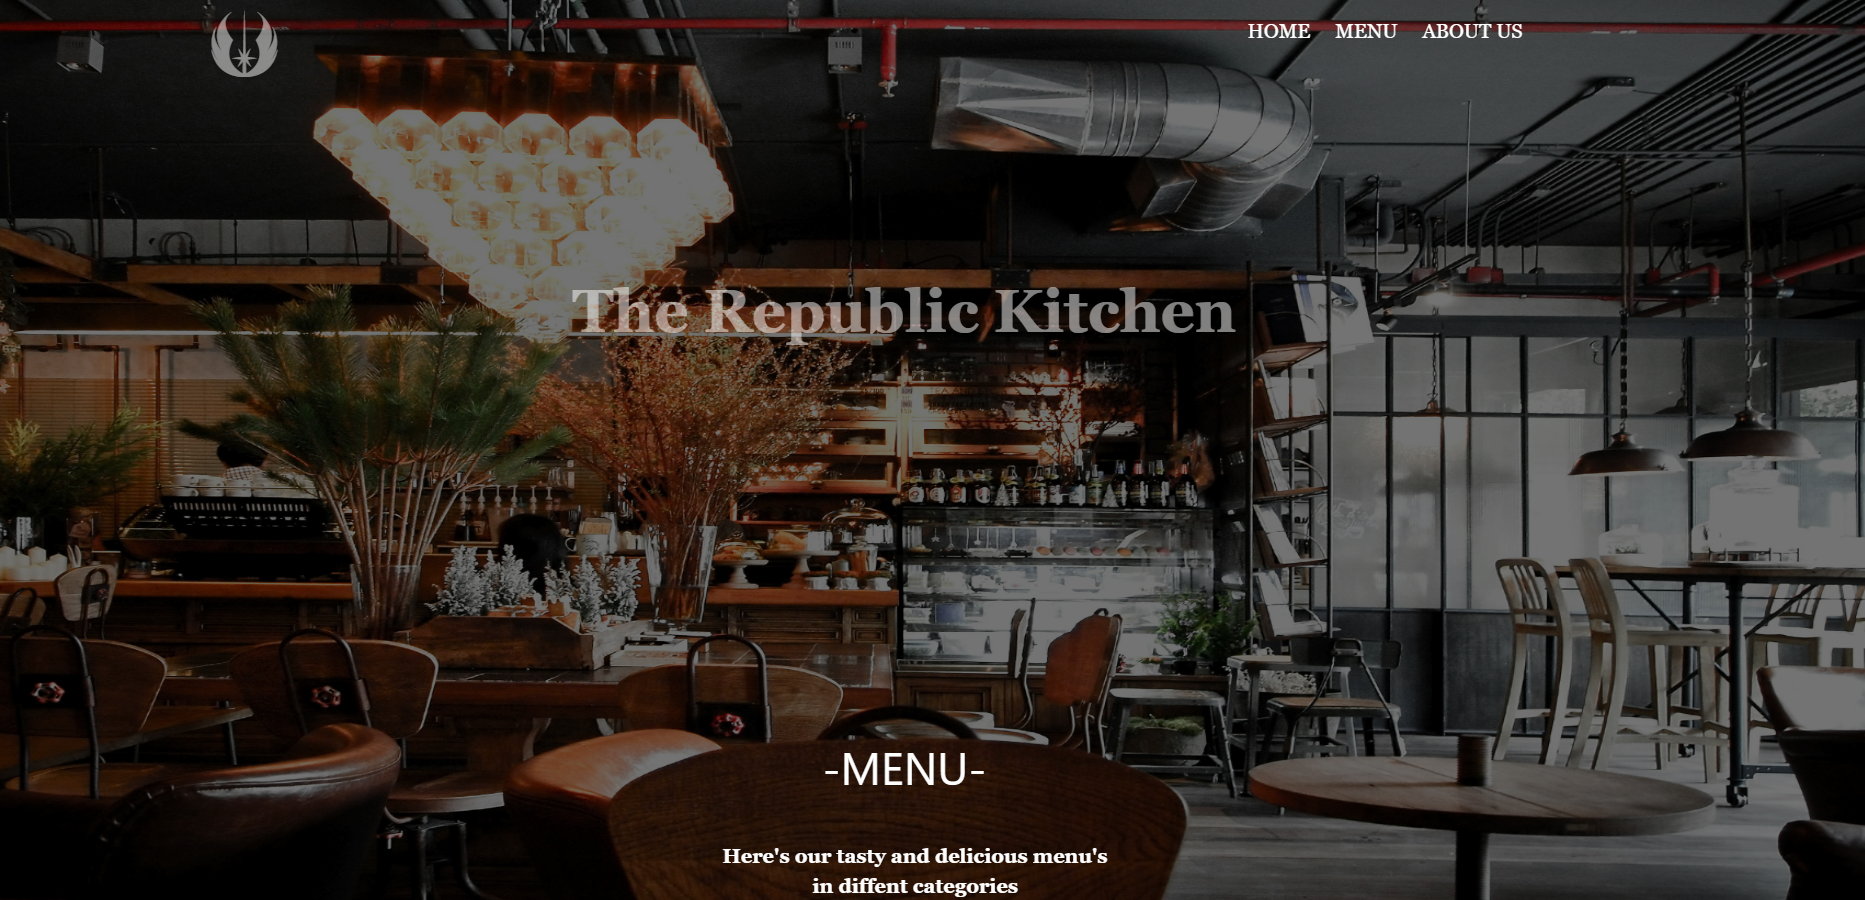 HOME MENU ABOUT US
The Republic Kitchen
-MENU-
Here's our tasty and delicious menu's
in diffent categories